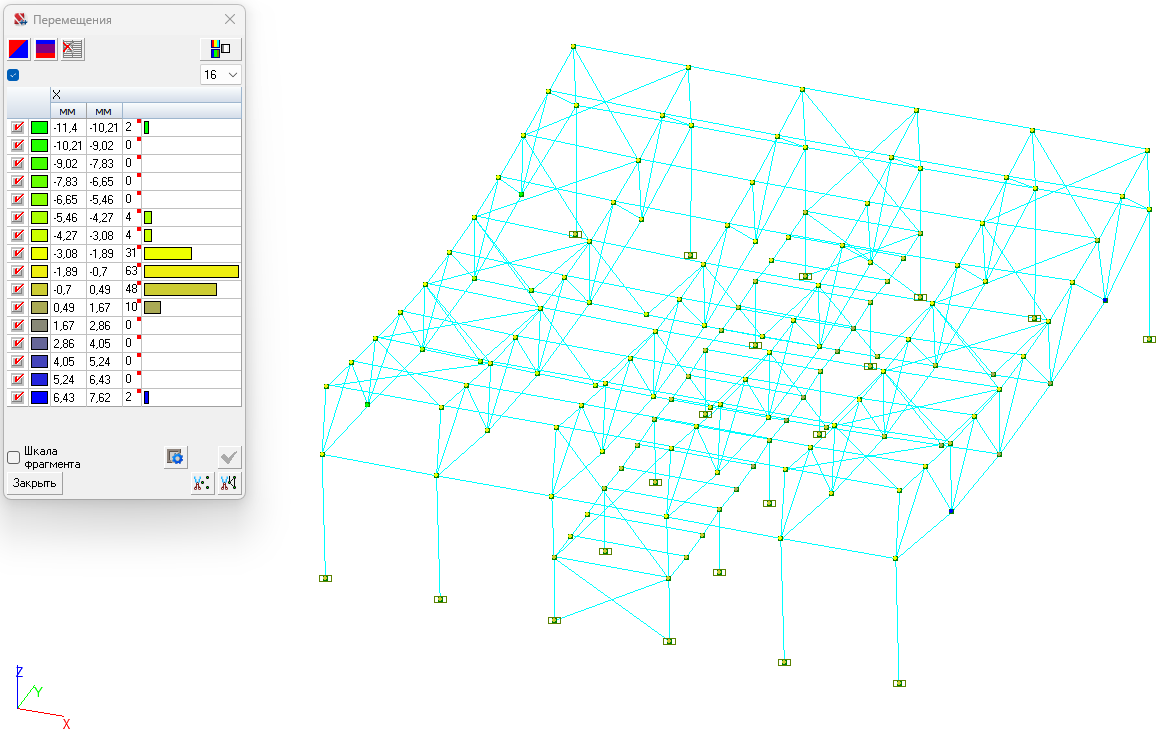 Перемещения
16
X
мм мм
-11,4 -10,21 2
-10,21 -9,02 0
-9,02 -7,83 0
-7,83 -6,65 0
-6,65 -5,46 0
-5,46 -4,27 4
-4,27 -3,08 4
-3,08 -1,89 31
-1,89 -0,7 63
-0,7 0,49 48
0,49 1,67 10
1,67 2,86 0
2,86 4,05 0
4,05 5,24 0
5,24 6,43 0
6,43 7,62 2
Шкала
фрагмента
Закрыть
Z
Y
X